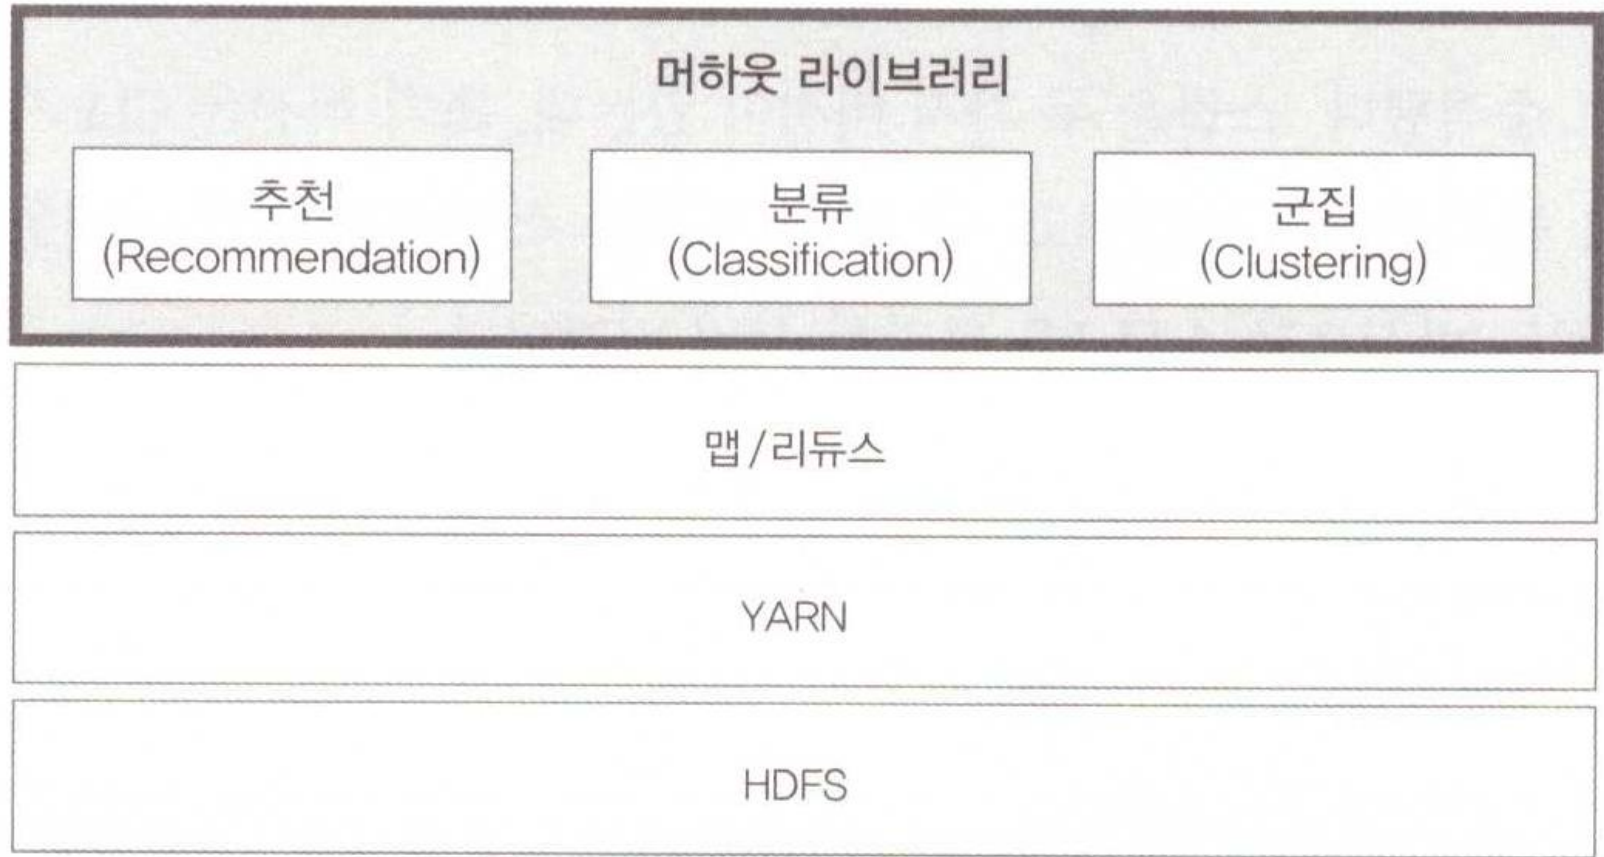 머하웃 라이브러리
추천
(Recommendation)
분류
(Classification)
군집
(Clustering)
맵/리듀스
YARN
HDFS